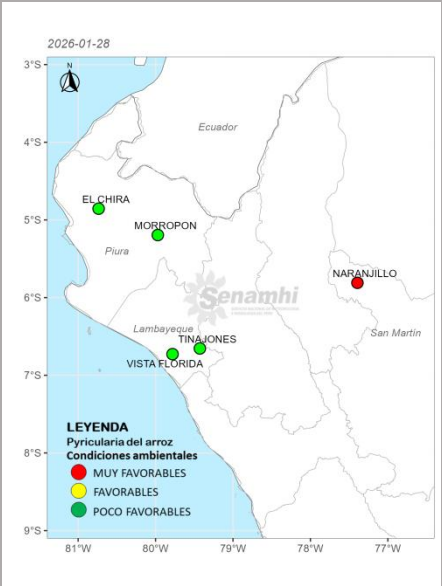 2026-01-28
N
3°S
4°S
5°S
6°S
7°S
8°S
9°S
Ecuador
EL CHIRA
MORROPON
Piura
NARANJILLO
Senamhi
Lambayeque
San Martín
TINAJONES
VISTA FLORIDA
LEYENDA
Pyricularia del arroz
Condiciones ambientales
MUY FAVORABLES
FAVORABLES
POCO FAVORABLES
81°W 80°W 79°W 78°W 77°W